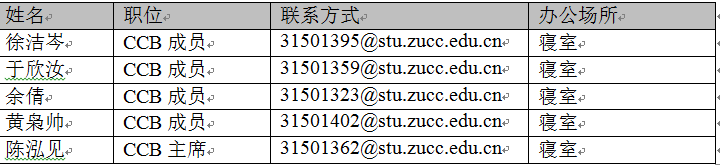 姓名 职位 联系方式 办公场所
徐洁岑 CCB 成员 31501395@stu.zucc.edu.cn 寝室
于欣汝 CCB 成员 31501359@stu.zucc.edu.cn 寝室
余倩 CCB 成员 31501323@stu.zucc.edu.cn 寝室
黄枭帅 CCB 成员 31501402@stu.zucc.edu.cn 寝室
陈泓见 CCB 主席 31501362@stu.zucc.edu.cn 寝室